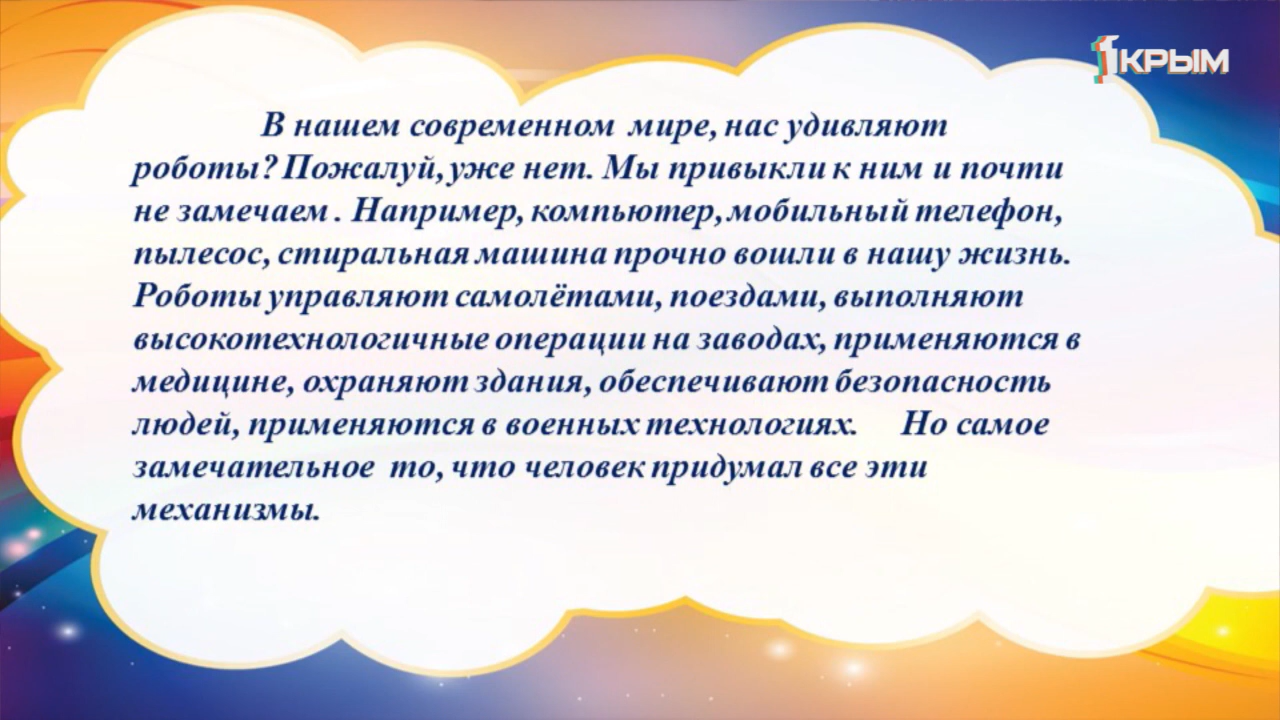 1КРЫМ
В нашем современном мире, нас удивляют
роботы? Пожалуй, уже нет. Мы привыкли к ним и почти
не замечаем . Например, компьютер, мобильный телефон,
пылесос, стиральная машина прочно вошли в нашу жизнь.
Роботы управляют самолётами, поездами, выполняют
высокотехнологичные операции на заводах, применяются в
медицине, охраняют здания, обеспечивают безопасность
людей, применяются в военных технологиях. Но самое
замечательное то, что человек придумал все эти
механизмы.